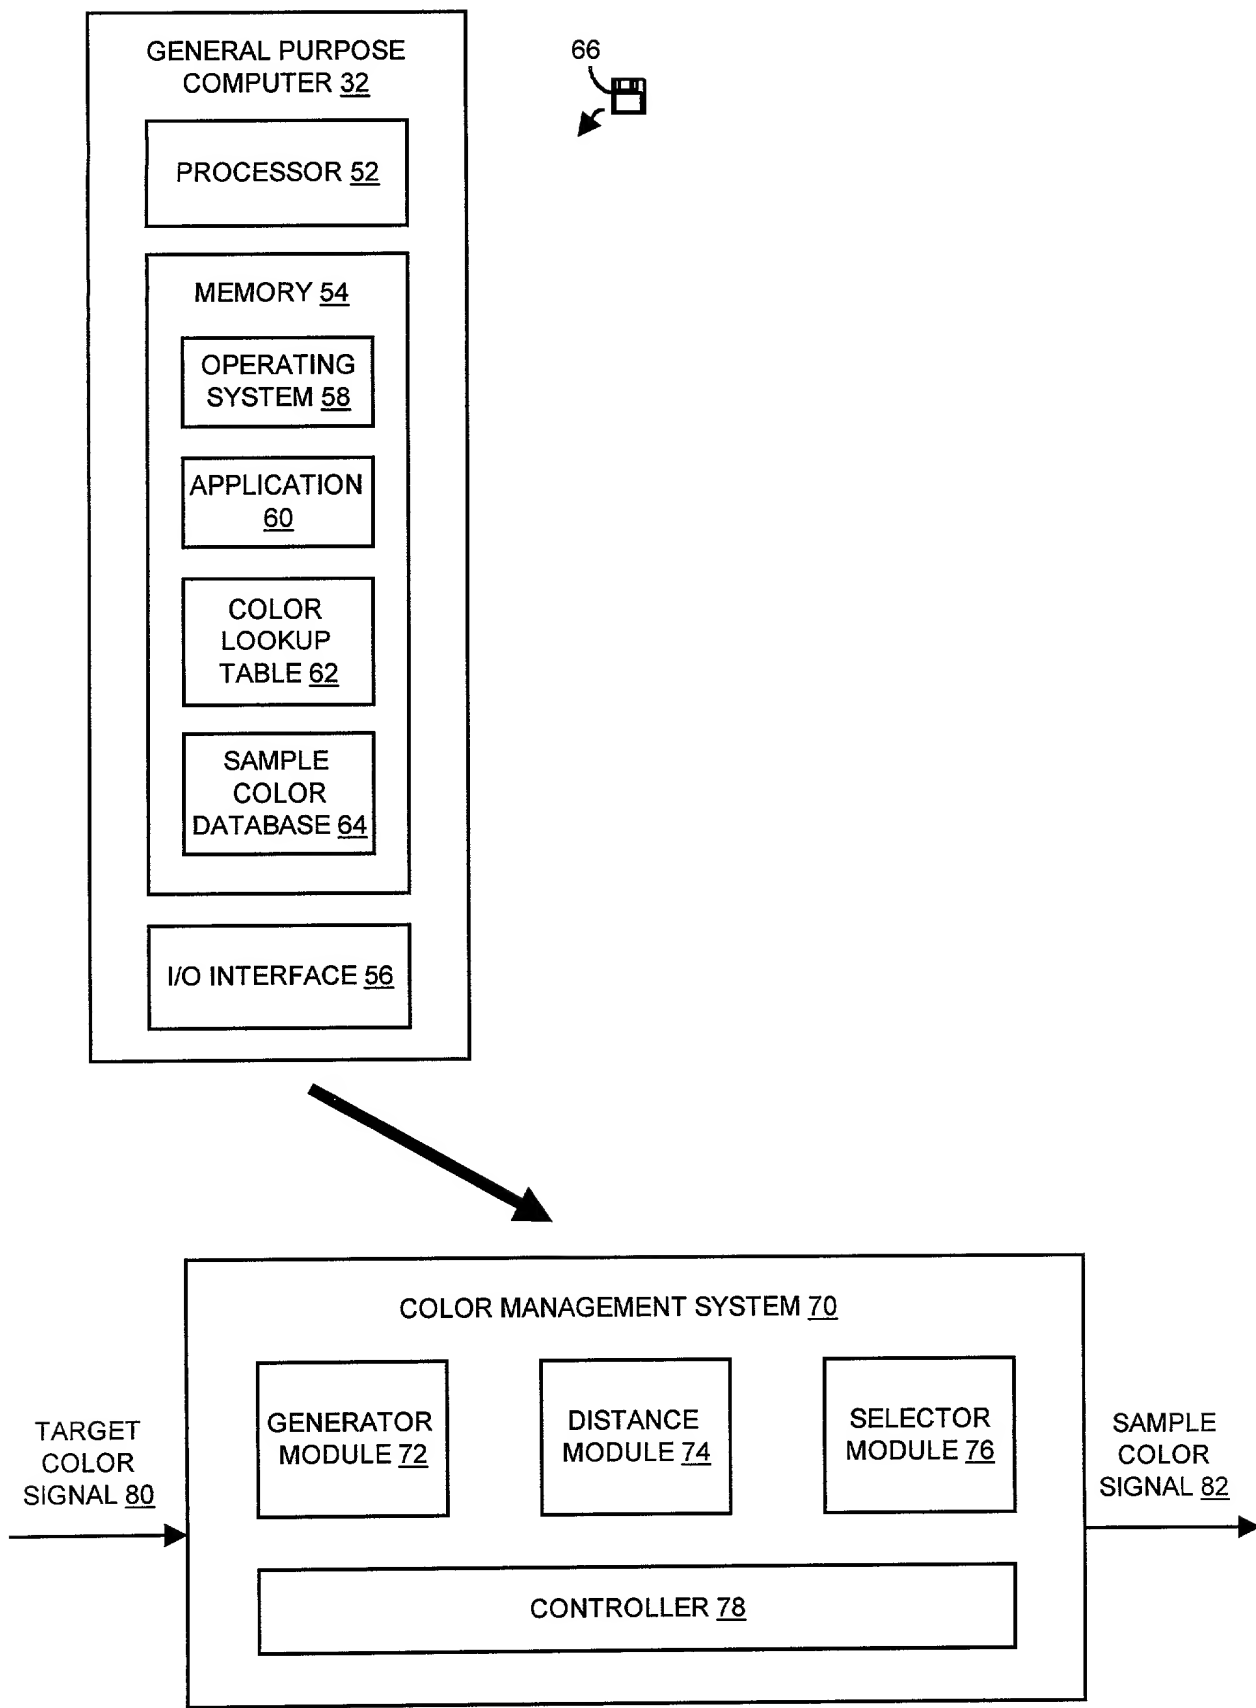 GENERAL PURPOSE
COMPUTER 32
66
PROCESSOR 52
MEMORY 54
OPERATING
SYSTEM 58
APPLICATION
60
COLOR
LOOKUP
TABLE 62
SAMPLE
COLOR
DATABASE 64
I/O INTERFACE 56
COLOR MANAGEMENT SYSTEM 70
TARGET
COLOR
SIGNAL 80
GENERATOR
MODULE 72
DISTANCE
MODULE 74
SELECTOR
MODULE 76
SAMPLE
COLOR
SIGNAL 82
CONTROLLER 78